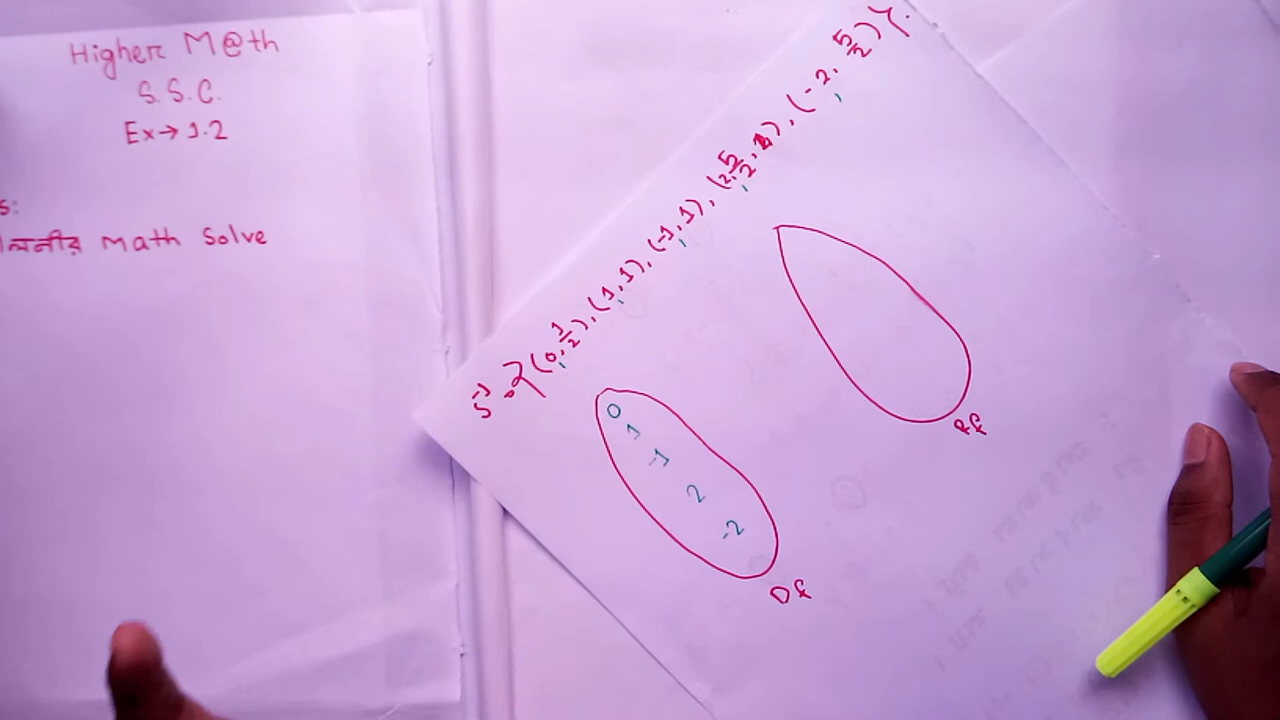 Higher M@th
S.S.C.
Ex→1.2
s:
Math Solve
S⁻¹ = {(0, 1/2), (1, 1), (-1, 1), (2, 5/2), (-2, 5/2)}.
0
1
-1
2
-2
Df
Rf